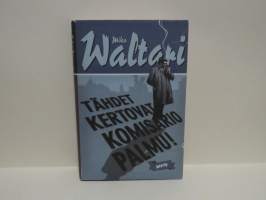 Mika
Waltari
TÄHDET
KERTOVAT
KOMISARIO
PALMU!